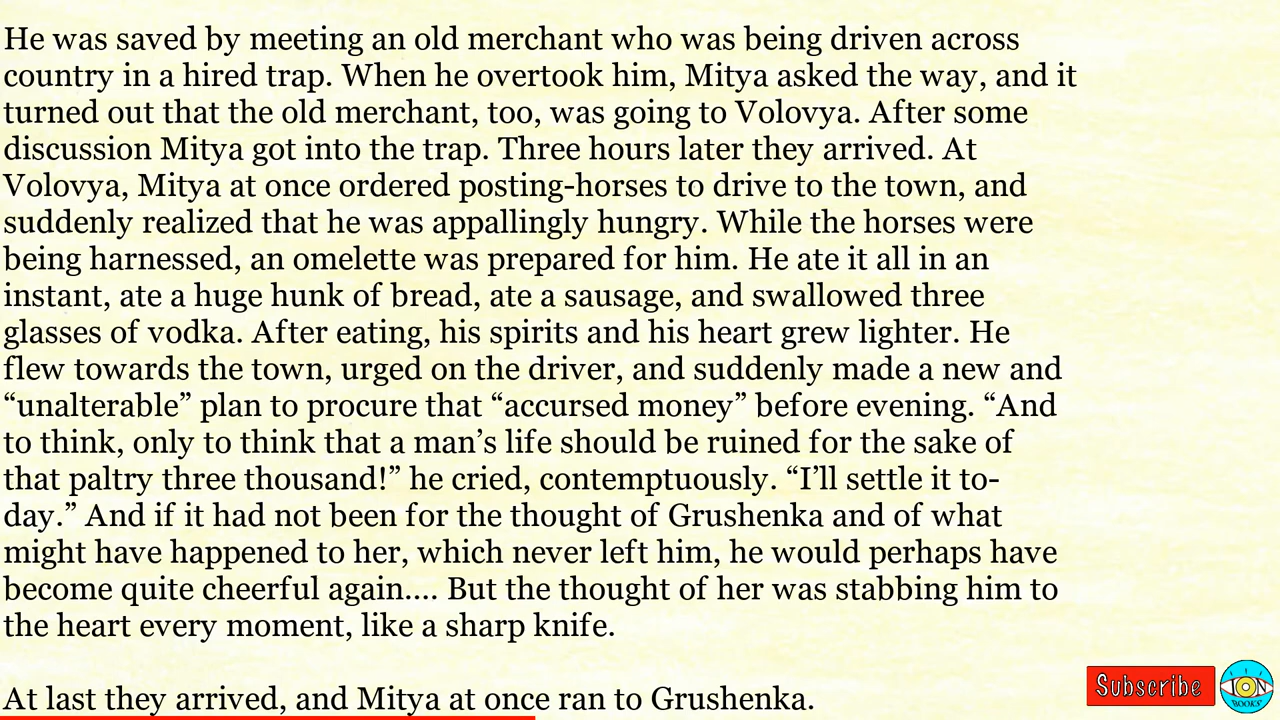 He was saved by meeting an old merchant who was being driven across
country in a hired trap. When he overtook him, Mitya asked the way, and it
turned out that the old merchant, too, was going to Volovya. After some
discussion Mitya got into the trap. Three hours later they arrived. At
Volovya, Mitya at once ordered posting-horses to drive to the town, and
suddenly realized that he was appallingly hungry. While the horses were
being harnessed, an omelette was prepared for him. He ate it all in an
instant, ate a huge hunk of bread, ate a sausage, and swallowed three
glasses of vodka. After eating, his spirits and his heart grew lighter. He
flew towards the town, urged on the driver, and suddenly made a new and
“unalterable” plan to procure that “accursed money” before evening. “And
to think, only to think that a man’s life should be ruined for the sake of
that paltry three thousand!” he cried, contemptuously. “I’ll settle it to-
day.” And if it had not been for the thought of Grushenka and of what
might have happened to her, which never left him, he would perhaps have
become quite cheerful again.... But the thought of her was stabbing him to
the heart every moment, like a sharp knife.
At last they arrived, and Mitya at once ran to Grushenka.
Subscribe
ION
BOOKS